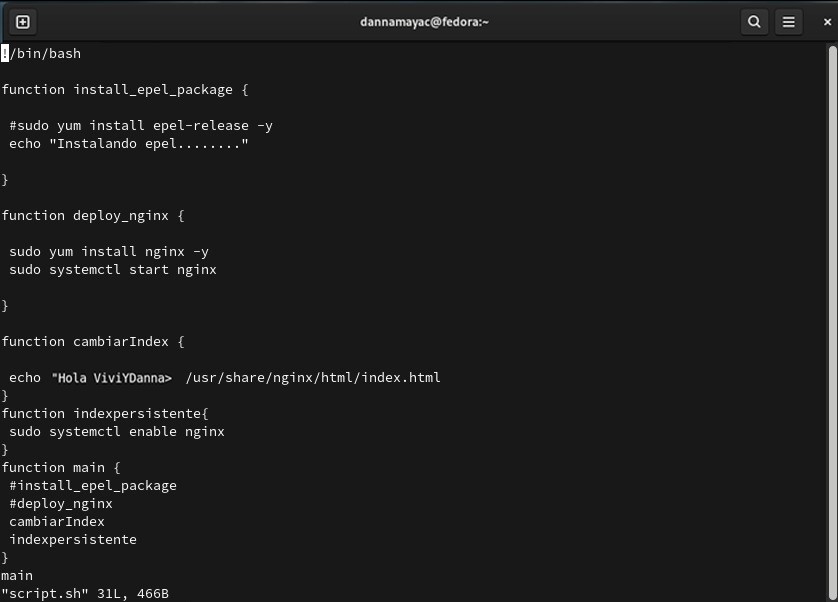 dannamayac@fedora:~
!/bin/bash
function install_epel_package {
#sudo yum install epel-release -y
echo "Instalando epel........"
}
function deploy_nginx {
sudo yum install nginx -y
sudo systemctl start nginx
}
function cambiarIndex {
echo "Hola ViviYDanna> /usr/share/nginx/html/index.html
}
function indexpersistente{
sudo systemctl enable nginx
}
function main {
#install_epel_package
#deploy_nginx
cambiarIndex
indexpersistente
}
main
"script.sh" 31L, 466B